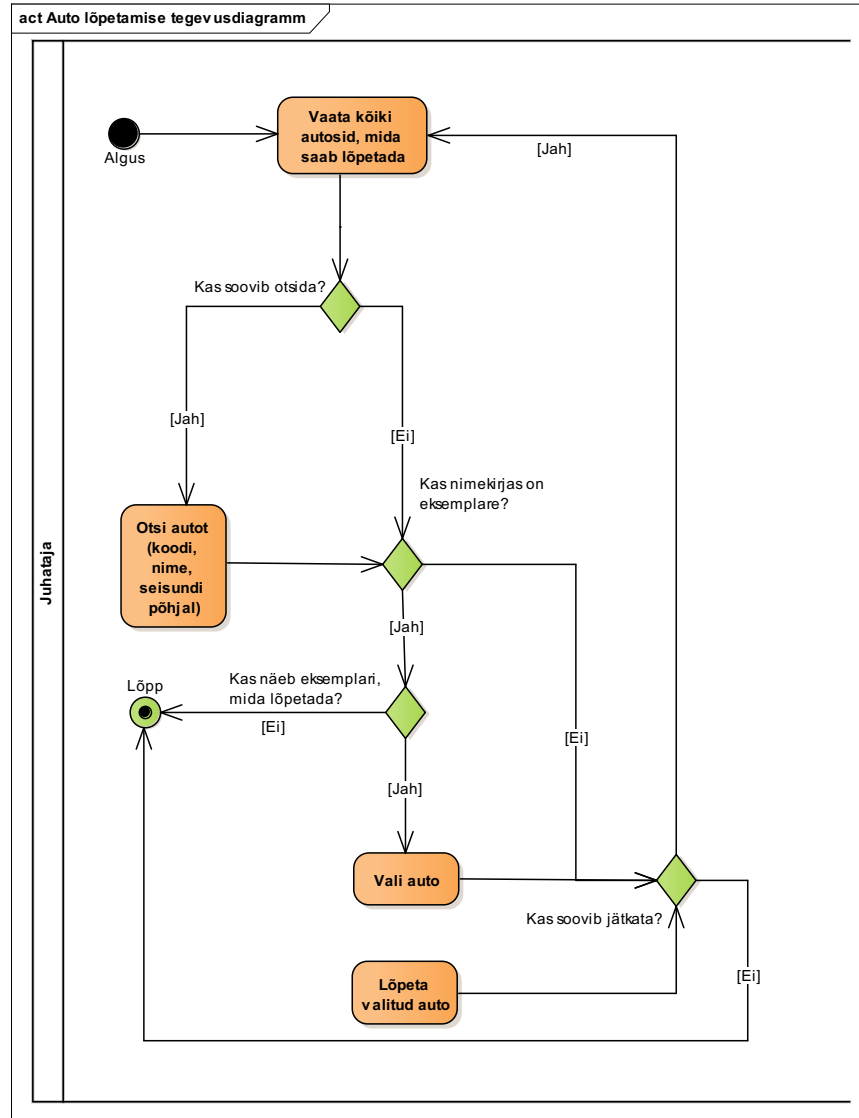 act Auto lõpetamise tegevusdiagramm
Juhataja
Algus
Vaata kõiki
autosid, mida
saab lõpetada
[Jah]
Kas soovib otsida?
[Jah]
[Ei]
Kas nimekirjas on
eksemplare?
Otsi autot
(koodi,
nime,
seisundi
põhjal)
[Jah]
Kas näeb eksemplari,
mida lõpetada?
Lõpp
[Ei]
[Ei]
[Jah]
Vali auto
Kas soovib jätkata?
Lõpeta
valitud auto
[Ei]